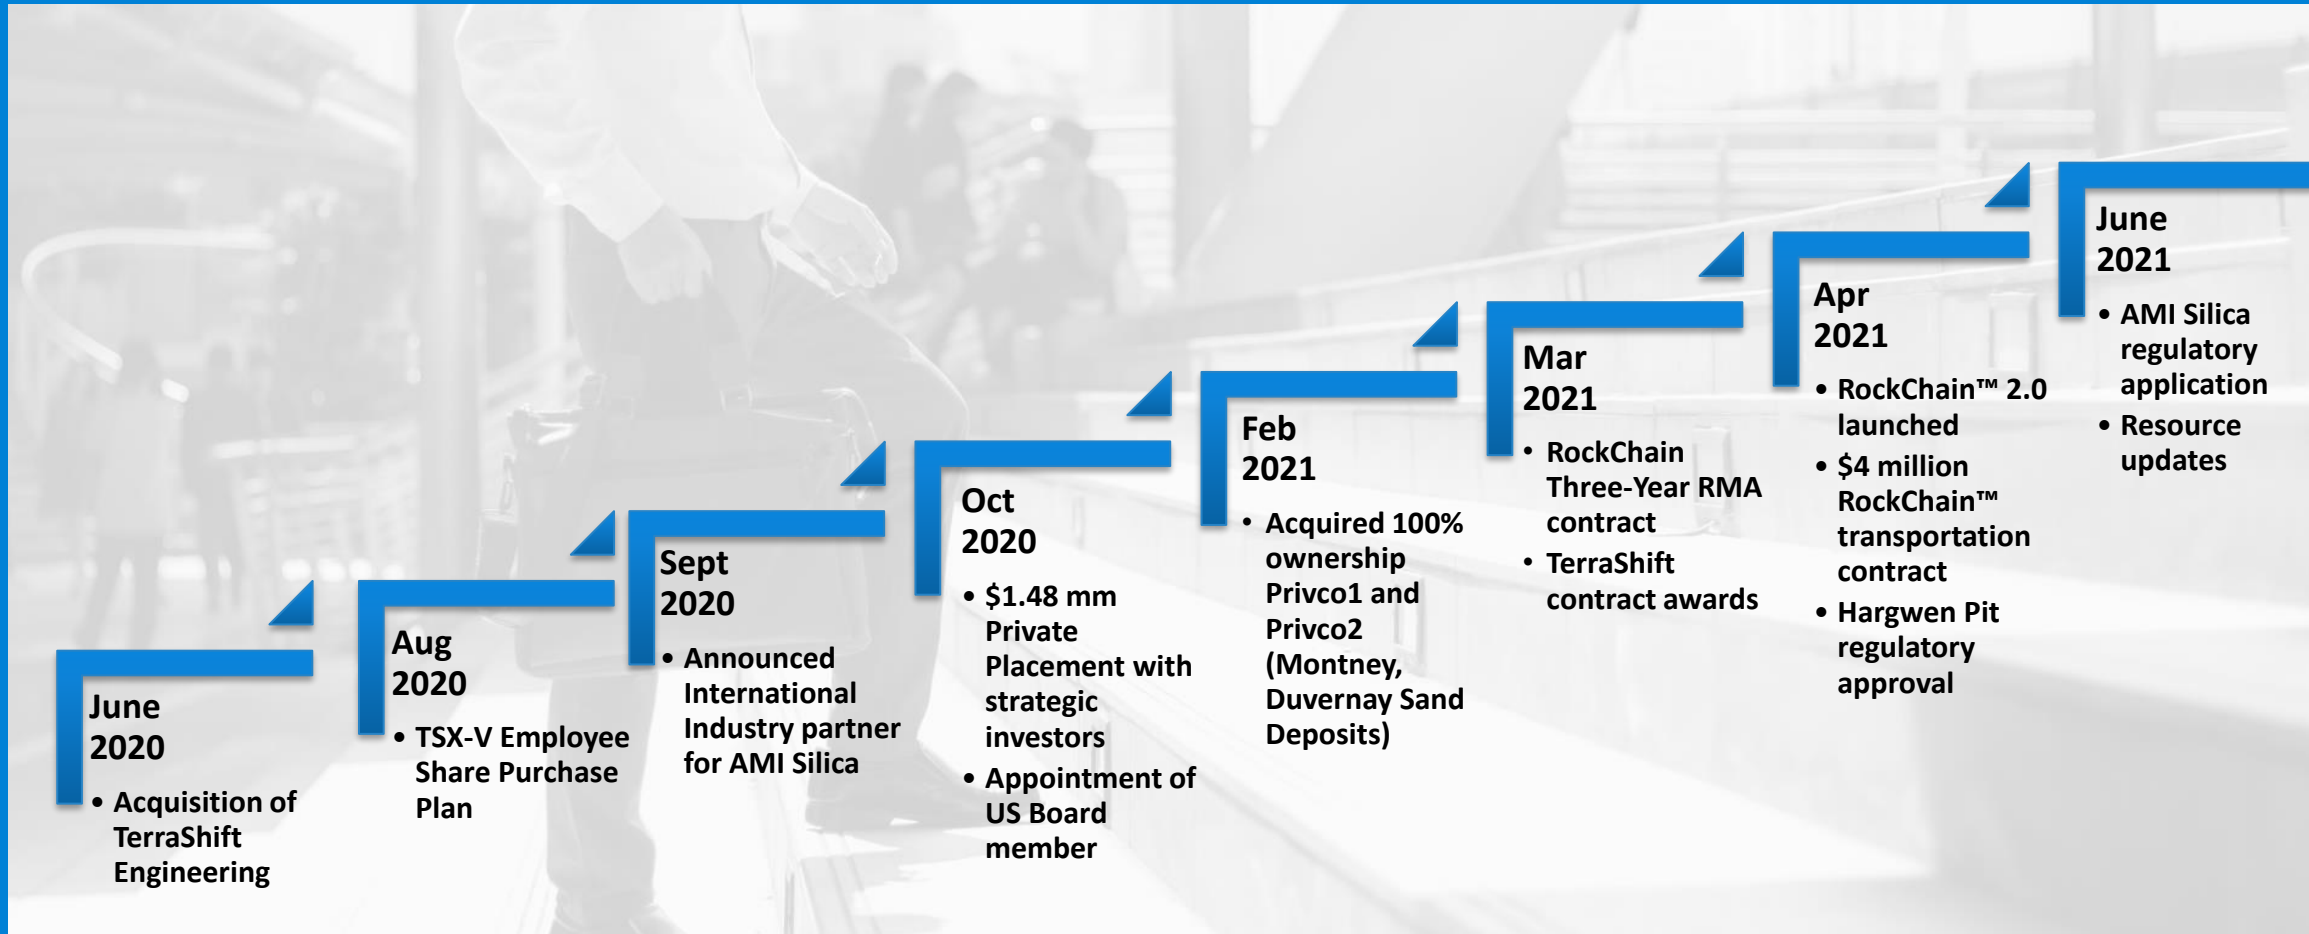 June
2020
• Acquisition of
TerraShift
Engineering
Aug
2020
• TSX-V Employee
Share Purchase
Plan
Sept
2020
• Announced
International
Industry partner
for AMI Silica
Oct
2020
• $1.48 mm
Private
Placement with
strategic
investors
• Appointment of
US Board
member
Feb
2021
• Acquired 100%
ownership
Privco1 and
Privco2
(Montney,
Duvernay Sand
Deposits)
Mar
2021
• RockChain
Three-Year RMA
contract
• TerraShift
contract awards
Apr
2021
• RockChain™ 2.0
launched
• $4 million
RockChain™
transportation
contract
• Hargwen Pit
regulatory
approval
June
2021
• AMI Silica
regulatory
application
• Resource
updates